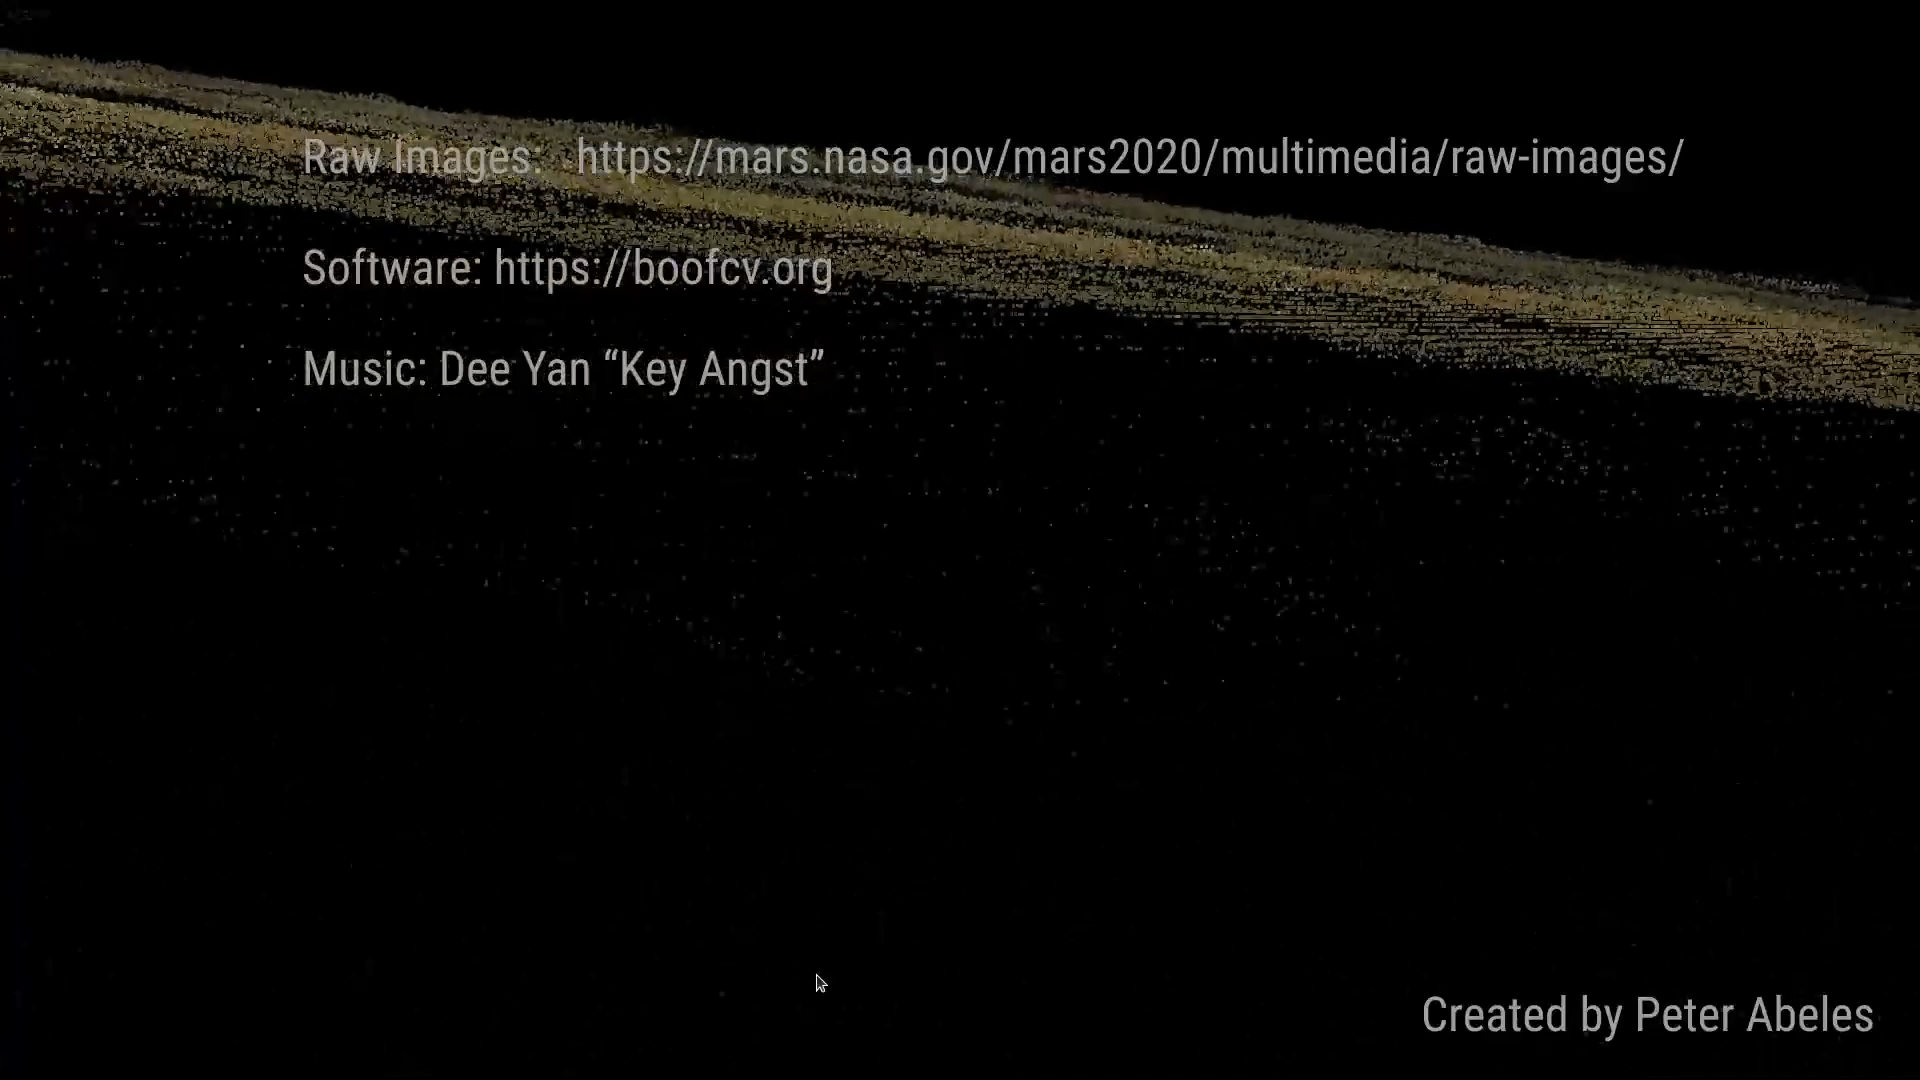 Raw Images: https://mars.nasa.gov/mars2020/multimedia/raw-images/
Software: https://boofcv.org
Music: Dee Yan “Key Angst”
Created by Peter Abeles